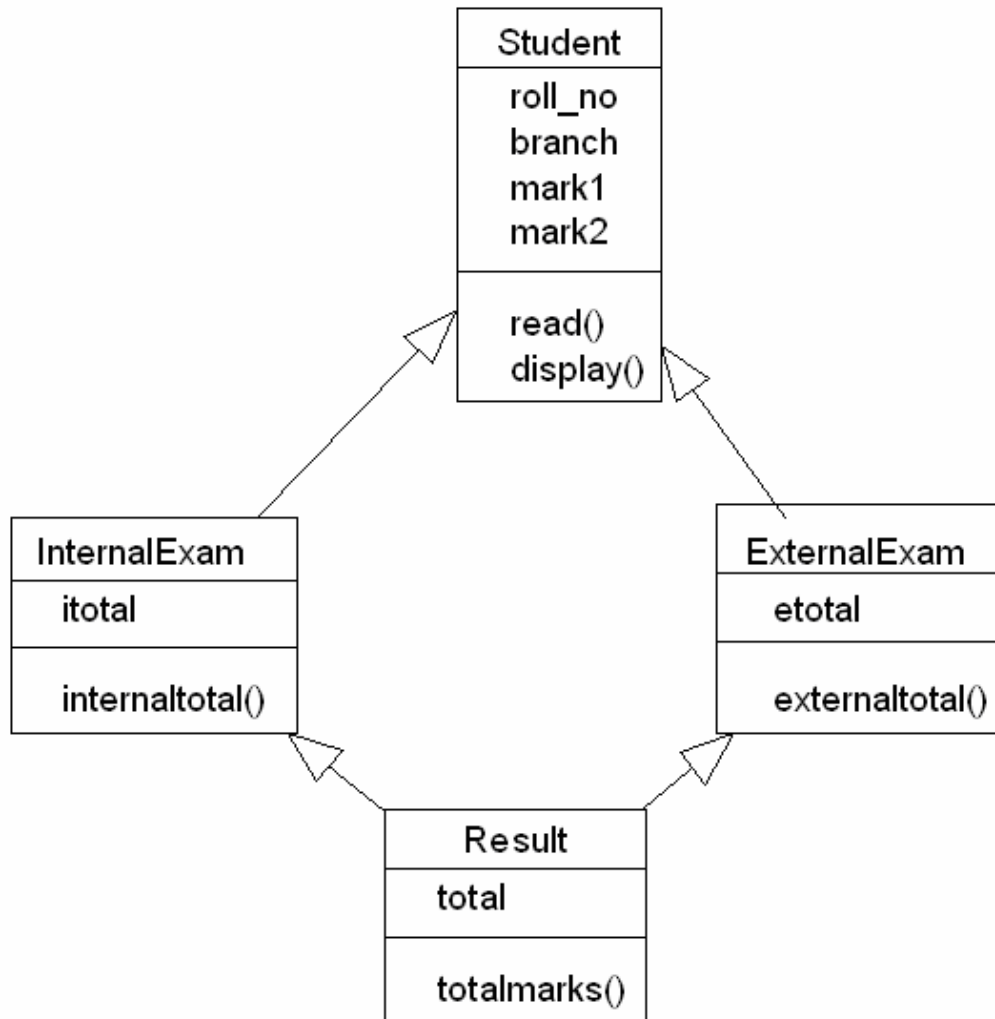 Student
roll_no
branch
mark1
mark2
read()
display()
InternalExam
itotal
internaltotal()
ExternalExam
etotal
externaltotal()
Result
total
totalmarks()